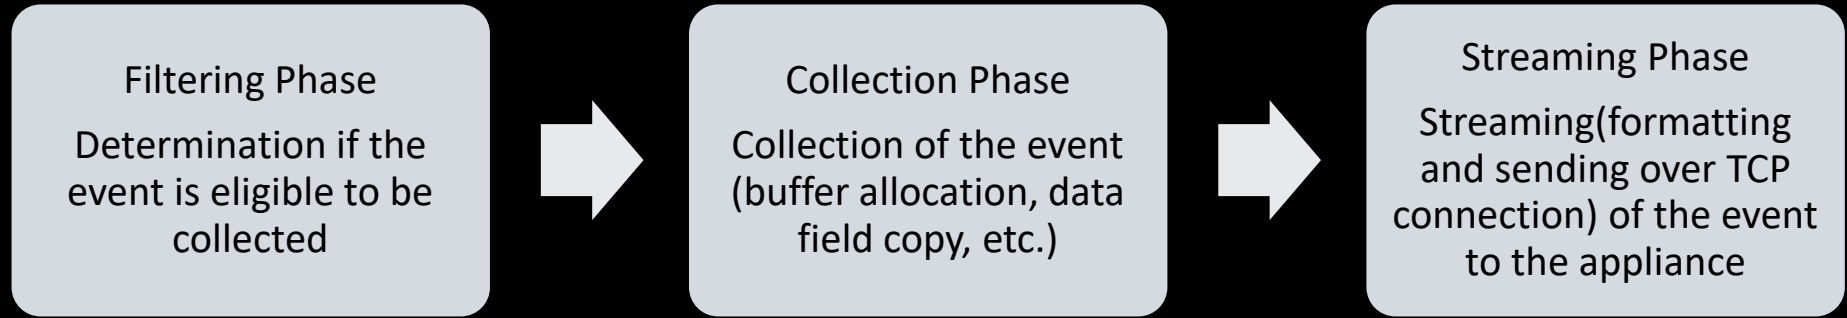 Filtering Phase
Determination if the
event is eligible to be
collected
Collection Phase
Collection of the event
(buffer allocation, data
field copy, etc.)
Streaming Phase
Streaming(formatting
and sending over TCP
connection) of the event
to the appliance